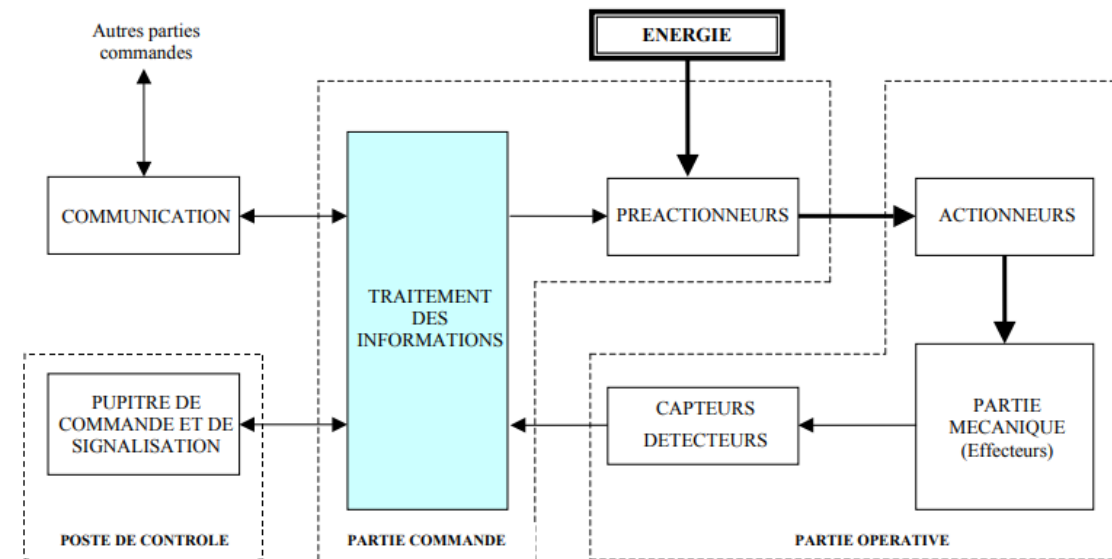 Autres parties
commandes
ENERGIE
COMMUNICATION
PREACTIONNEURS
ACTIONNEURS
TRAITEMENT
DES
INFORMATIONS
PUPITRE DE
COMMANDE ET DE
SIGNALISATION
CAPTEURS
DETECTEURS
PARTIE
MECANIQUE
(Effecteurs)
POSTE DE CONTROLE
PARTIE COMMANDE
PARTIE OPERATIVE